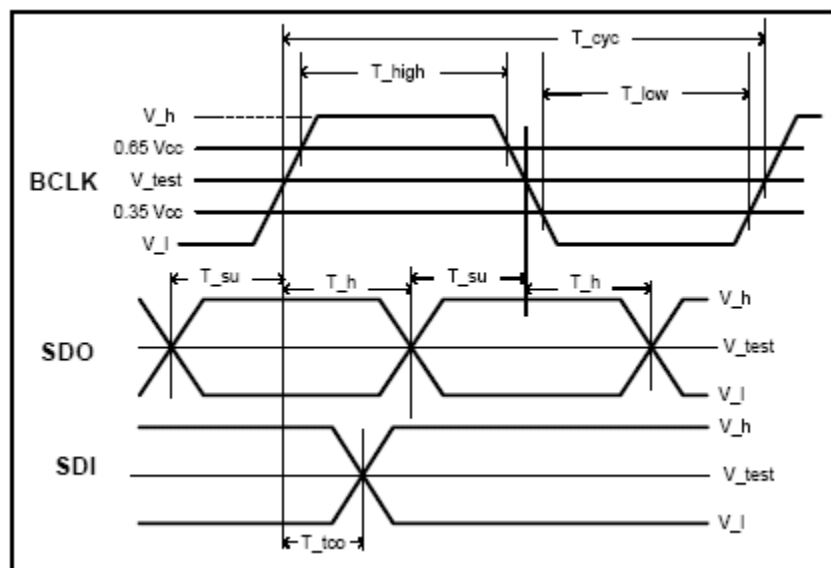 T_cyc
T_high
T_low
V_h
0.65 Vcc
BCLK
V_test
0.35 Vcc
V_l
T_su
T_h
T_su
T_h
V_h
SDO
V_test
V_l
V_h
SDI
V_test
V_l
T_tco